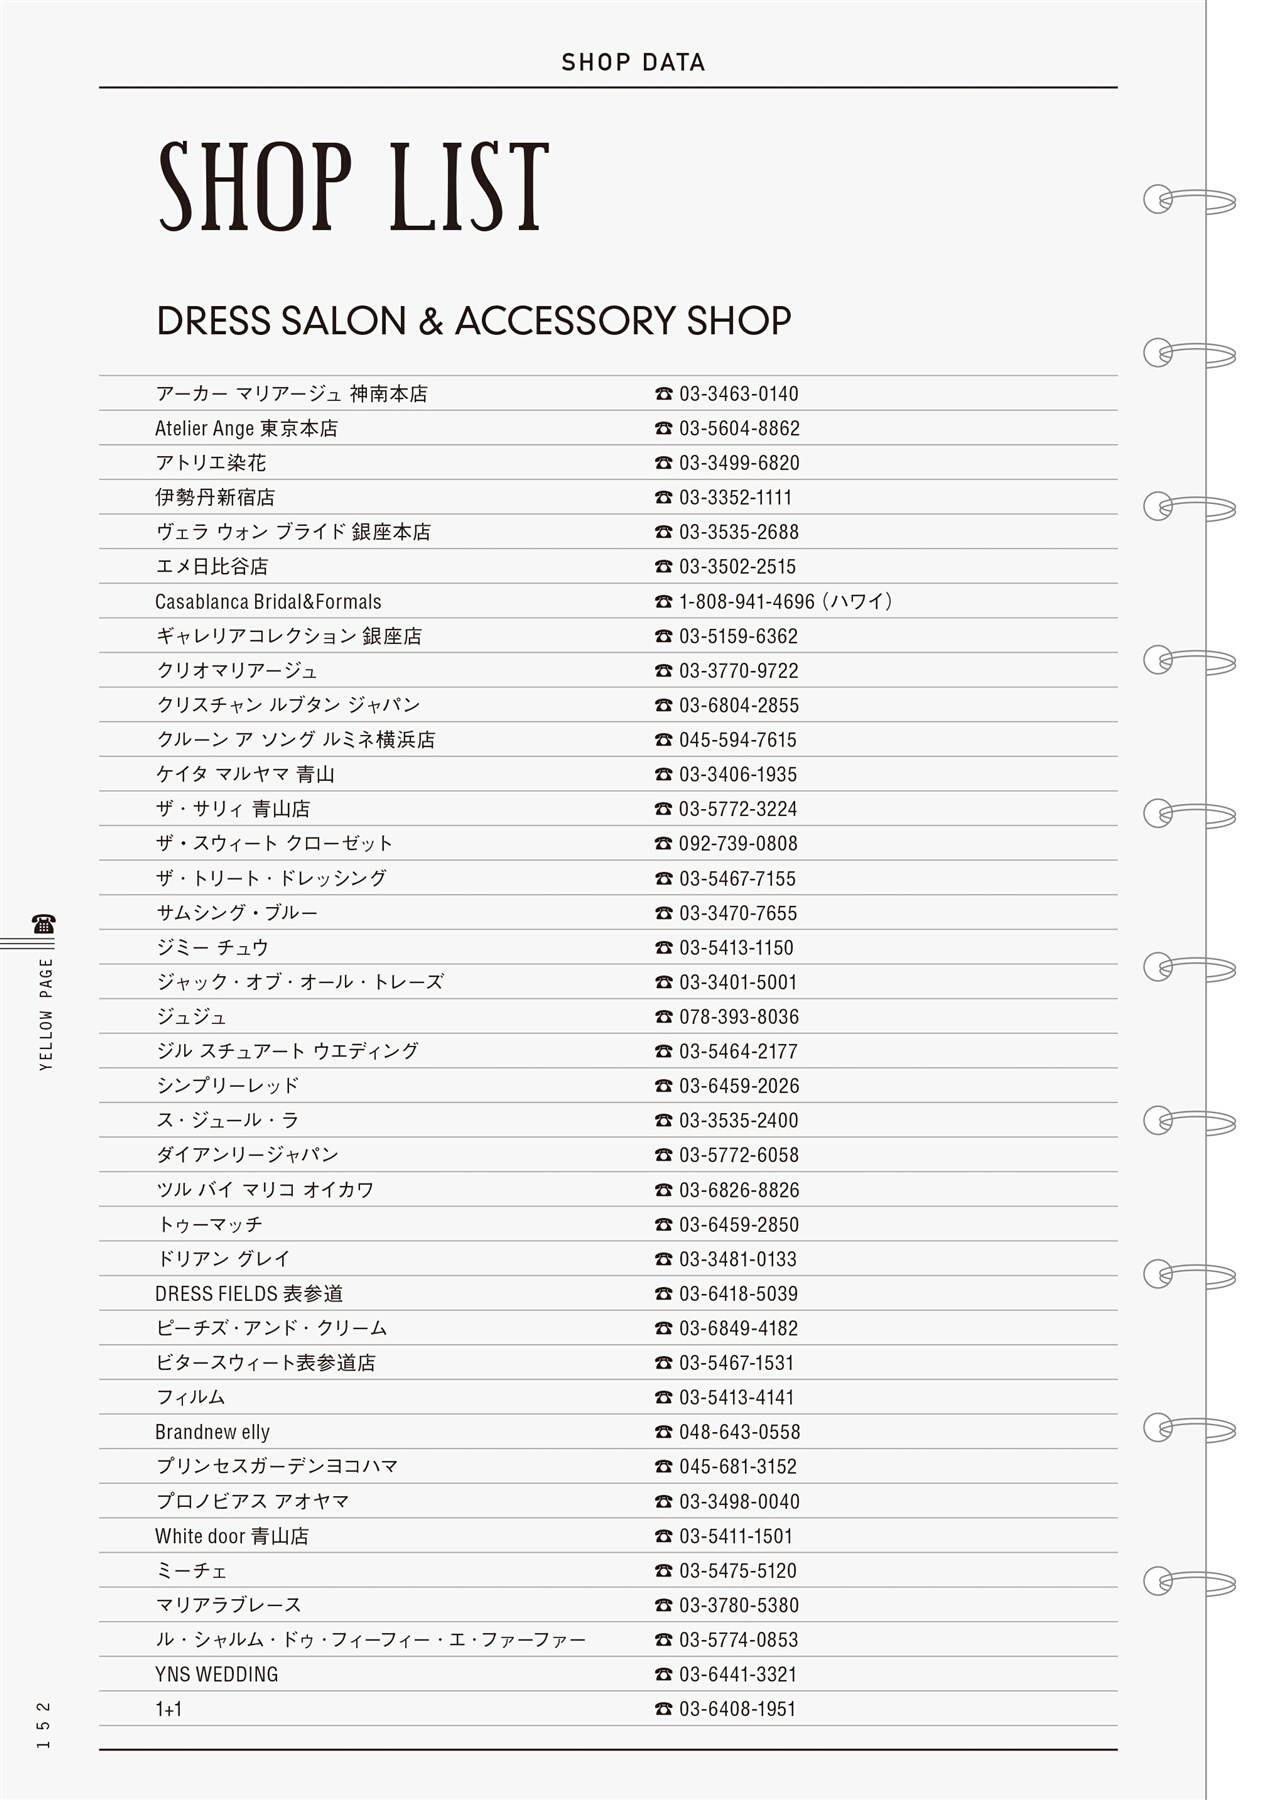 SHOP DATA
SHOP LIST
DRESS SALON & ACCESSORY SHOP
アーカー マリアージュ 神南本店 ☎ 03-3463-0140
Atelier Ange 東京本店 ☎ 03-5604-8862
アトリエ染花 ☎ 03-3499-6820
伊勢丹新宿店 ☎ 03-3352-1111
ヴェラ ウォン ブライド 銀座本店 ☎ 03-3535-2688
エメ日比谷店 ☎ 03-3502-2515
Casablanca Bridal&Formals ☎ 1-808-941-4696（ハワイ）
ギャレリアコレクション 銀座店 ☎ 03-5159-6362
クリオマリアージュ ☎ 03-3770-9722
クリスチャン ルブタン ジャパン ☎ 03-6804-2855
クルーン ア ソング ルミネ横浜店 ☎ 045-594-7615
ケイタ マルヤマ 青山 ☎ 03-3406-1935
ザ・サリィ 青山店 ☎ 03-5772-3224
ザ・スウィート クローゼット ☎ 092-739-0808
ザ・トリート・ドレッシング ☎ 03-5467-7155
サムシング・ブルー ☎ 03-3470-7655
ジミー チュウ ☎ 03-5413-1150
ジャック・オブ・オール・トレーズ ☎ 03-3401-5001
ジュジュ ☎ 078-393-8036
ジル スチュアート ウエディング ☎ 03-5464-2177
シンプリーレッド ☎ 03-6459-2026
ス・ジュール・ラ ☎ 03-3535-2400
ダイアンリージャパン ☎ 03-5772-6058
ツル バイ マリコ オイカワ ☎ 03-6826-8826
トゥーマッチ ☎ 03-6459-2850
ドリアン グレイ ☎ 03-3481-0133
DRESS FIELDS 表参道 ☎ 03-6418-5039
ピーチズ・アンド・クリーム ☎ 03-6849-4182
ビタースウィート表参道店 ☎ 03-5467-1531
フィルム ☎ 03-5413-4141
Brandnew elly ☎ 048-643-0558
プリンセスガーデンヨコハマ ☎ 045-681-3152
プロノビアス アオヤマ ☎ 03-3498-0040
White door 青山店 ☎ 03-5411-1501
ミーチェ ☎ 03-5475-5120
マリアラブレース ☎ 03-3780-5380
ル・シャルム・ドゥ・フィーフィー・エ・ファーファー ☎ 03-5774-0853
YNS WEDDING ☎ 03-6441-3321
1+1 ☎ 03-6408-1951
YELLOW PAGE ☎
152